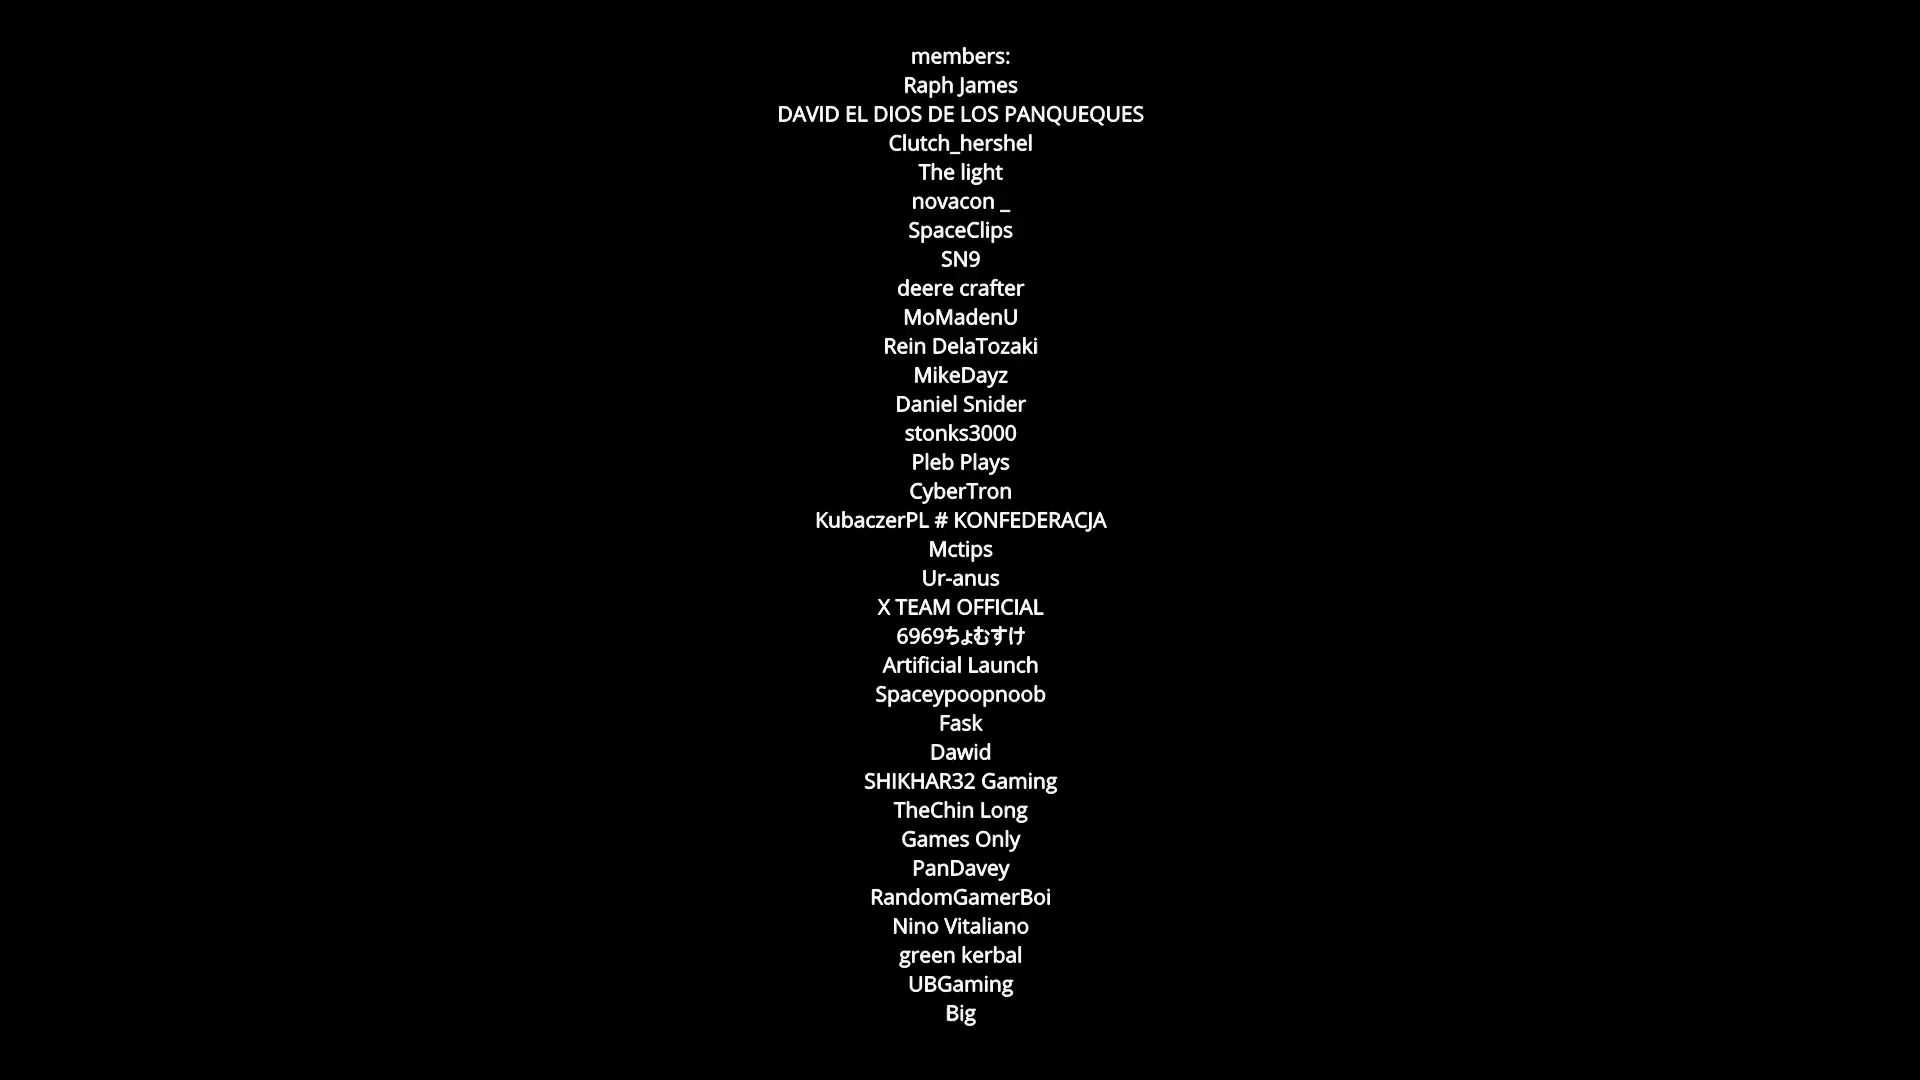 members:
Raph James
DAVID EL DIOS DE LOS PANQUEQUES
Clutch_hershel
The light
novacon _
SpaceClips
SN9
deere crafter
MoMadenU
Rein DelaTozaki
MikeDayz
Daniel Snider
stonks3000
Pleb Plays
CyberTron
KubaczerPL # KONFEDERACJA
Mctips
Ur-anus
X TEAM OFFICIAL
6969ちょむすけ
Artificial Launch
Spaceypoopnoob
Fask
Dawid
SHIKHAR32 Gaming
TheChin Long
Games Only
PanDavey
RandomGamerBoi
Nino Vitaliano
green kerbal
UBGaming
Big